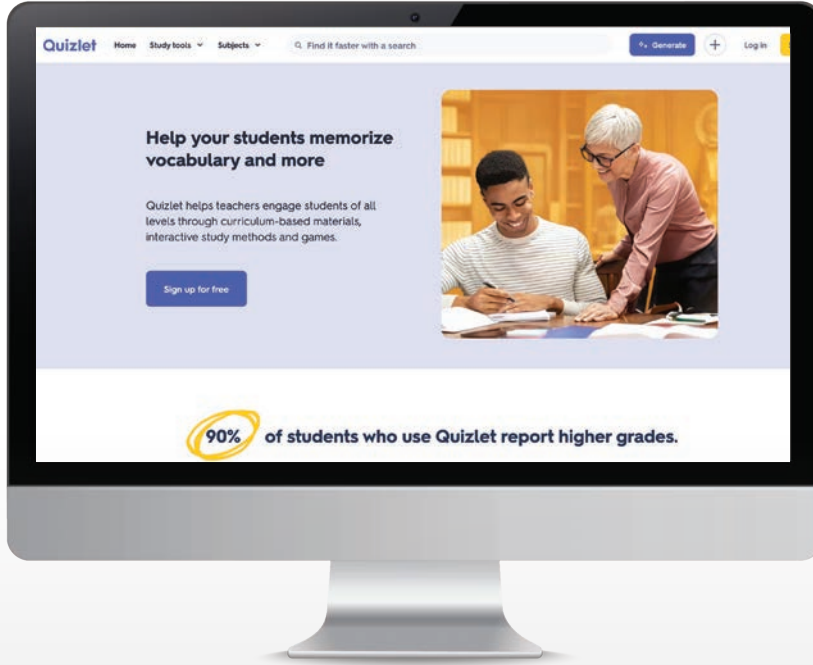 Quizlet
Home Study tools Subjects Find it faster with a search Generate Log in
Help your students memorize
vocabulary and more
Quizlet helps teachers engage students of all
levels through curriculum-based materials,
interactive study methods and games.
Sign up for free
90% of students who use Quizlet report higher grades.